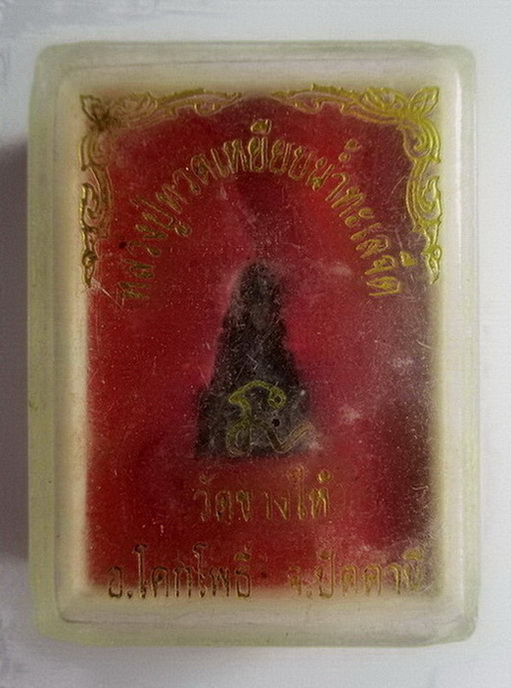 หลวงปู่ทวดเหยียบน้ำทะเลจืด
วัดช้างให้
อ.โคกโพธิ์ จ.ปัตตานี